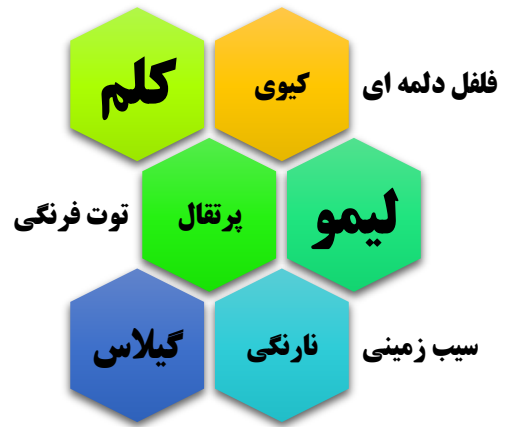 فلفل دلمه ای
کیوی
کلم
لیمو
پرتقال
توت فرنگی
سیب زمینی
نارنگی
گیلاس